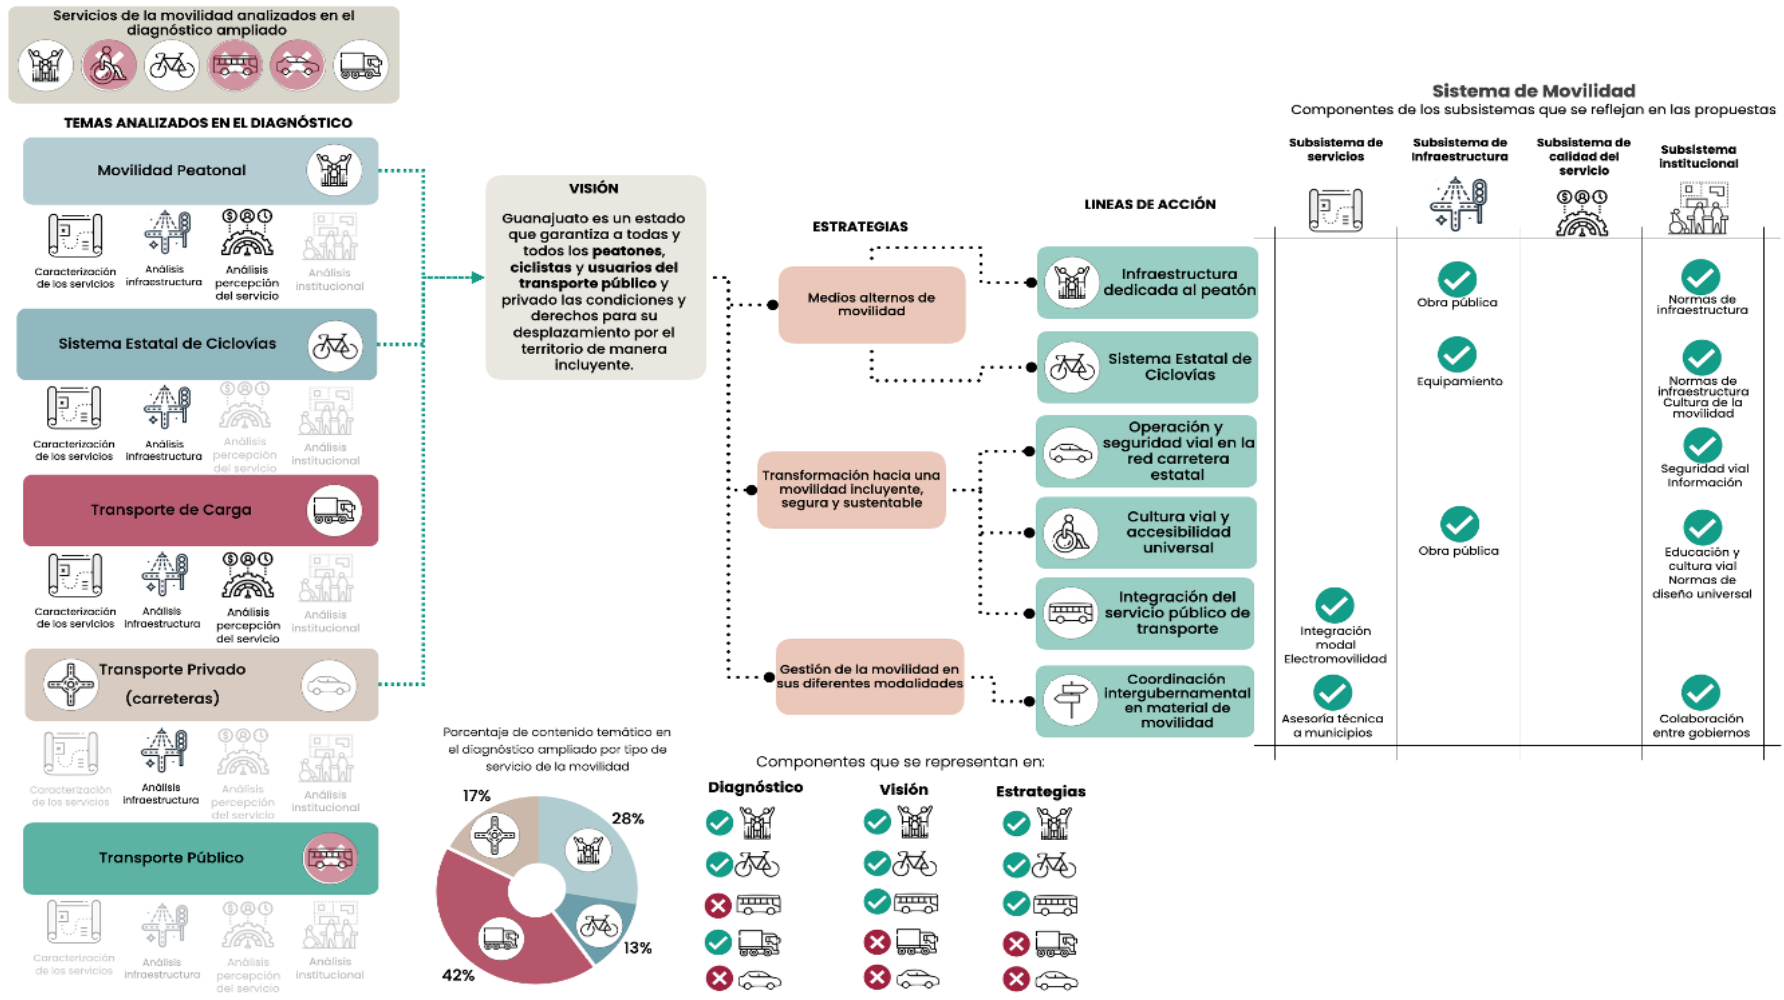 Servicios de la movilidad analizados en el
diagnóstico ampliado
TEMAS ANALIZADOS EN EL DIAGNÓSTICO
Movilidad Peatonal
Caracterización
de los servicios
Análisis
infraestructura
Análisis
percepción
del servicio
Análisis
institucional
Sistema Estatal de Ciclovías
Caracterización
de los servicios
Análisis
infraestructura
Análisis
percepción
del servicio
Análisis
institucional
Transporte de Carga
Caracterización
de los servicios
Análisis
infraestructura
Análisis
percepción
del servicio
Análisis
institucional
Transporte Privado
(carreteras)
Caracterización
de los servicios
Análisis
infraestructura
Análisis
percepción
del servicio
Análisis
institucional
Transporte Público
Caracterización
de los servicios
Análisis
infraestructura
Análisis
percepción
del servicio
Análisis
institucional
VISIÓN
Guanajuato es un estado
que garantiza a todas y
todos los peatones,
ciclistas y usuarios del
transporte público y
privado las condiciones y
derechos para su
desplazamiento por el
territorio de manera
incluyente.
ESTRATEGIAS
Medios alternos de
movilidad
Transformación hacia una
movilidad incluyente,
segura y sustentable
Gestión de la movilidad en
sus diferentes modalidades
LINEAS DE ACCIÓN
Infraestructura
dedicada al peatón
Sistema Estatal de
Ciclovías
Operación y
seguridad vial en la
red carretera
estatal
Cultura vial y
accesibilidad
universal
Integración del
servicio público de
transporte
Coordinación
intergubernamental
en material de
movilidad
Sistema de Movilidad
Componentes de los subsistemas que se reflejan en las propuestas
Subsistema de
servicios
Subsistema de
Infraestructura
Subsistema de
calidad del
servicio
Subsistema
institucional
Obra pública
Normas de
infraestructura
Equipamiento
Normas de
infraestructura
Cultura de la
movilidad
Seguridad vial
Información
Obra pública
Educación y
cultura vial
Normas de
diseño universal
Integración
modal
Electromovilidad
Asesoría técnica
a municipios
Colaboración
entre gobiernos
Porcentaje de contenido temático en
el diagnóstico ampliado por tipo de
servicio de la movilidad
17%
28%
13%
42%
Componentes que se representan en:
Diagnóstico
Visión
Estrategias